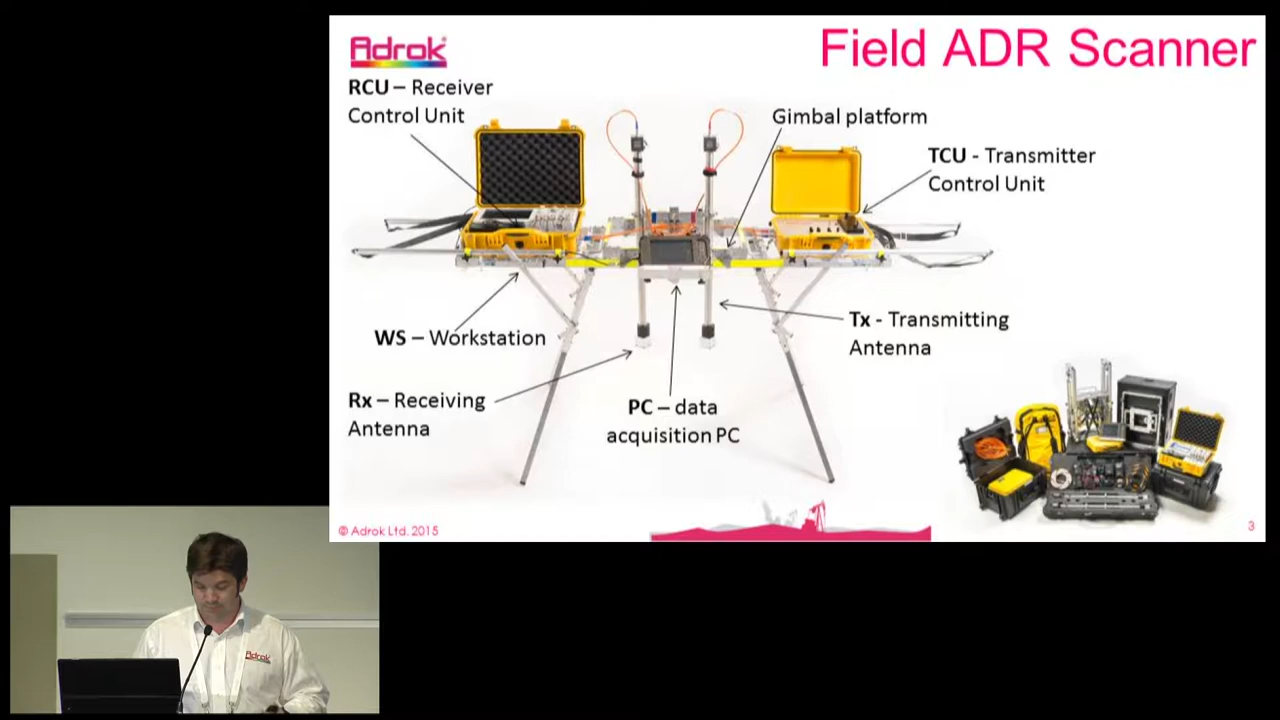 Adrok
Field ADR Scanner
RCU – Receiver
Control Unit
Gimbal platform
TCU - Transmitter
Control Unit
WS – Workstation
Tx - Transmitting
Antenna
Rx – Receiving
Antenna
PC – data
acquisition PC
© Adrok Ltd. 2015
3
Adrok